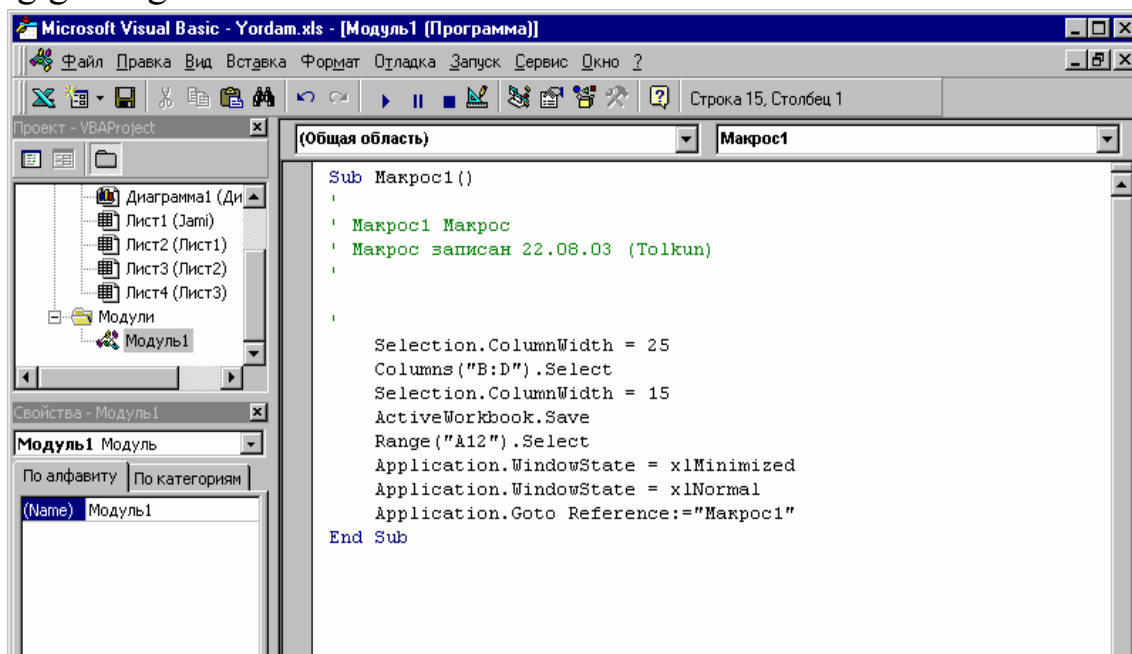 Microsoft Visual Basic - Yordam.xls - [Модуль1 (Программа)]
Файл Правка Вид Вставка Формат Отладка Запуск Сервис Окно ?
Строка 15, Столбец 1
Проект - VBAProject
Диаграмма1 (Ди
Лист1 (Jami)
Лист2 (Лист1)
Лист3 (Лист2)
Лист4 (Лист3)
Модули
Модуль1
Свойства - Модуль1
Модуль1 Модуль
По алфавиту По категориям
(Name) Модуль1
(Общая область) Макрос1
Sub Макрос1()
'
' Макрос1 Макрос
' Макрос записан 22.08.03 (Tolkun)
'
'
Selection.ColumnWidth = 25
Columns("B:D").Select
Selection.ColumnWidth = 15
ActiveWorkbook.Save
Range("A12").Select
Application.WindowState = xlMinimized
Application.WindowState = xlNormal
Application.Goto Reference:="Макрос1"
End Sub